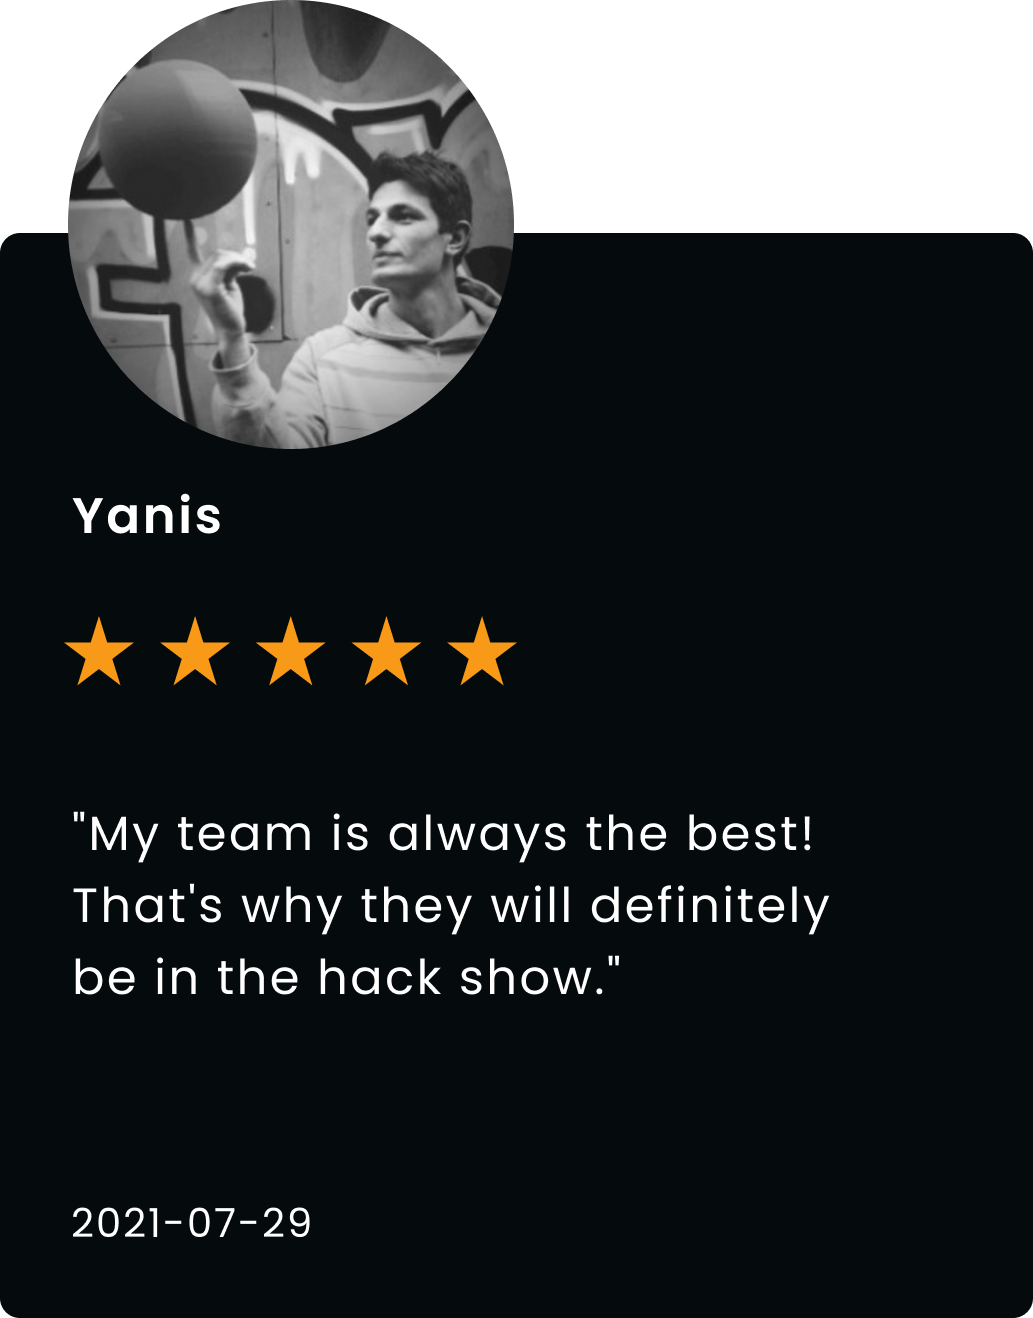 Yanis
"My team is always the best!
That's why they will definitely
be in the hack show."
2021-07-29